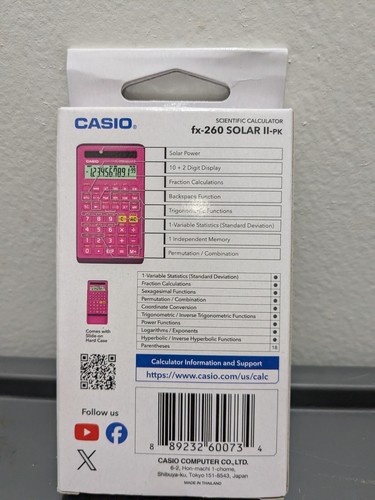 CASIO®
SCIENTIFIC CALCULATOR
fx-260 SOLAR II-PK
Solar Power
10 + 2 Digit Display
Fraction Calculations
Backspace Function
Trigonometric Functions
1-Variable Statistics (Standard Deviation)
1 Independent Memory
Permutation / Combination
CASIO
1-Variable Statistics (Standard Deviation) ●
Fraction Calculations ●
Sexagesimal Functions ●
Permutation / Combination ●
Coordinate Conversion ●
Trigonometric / Inverse Trigonometric Functions ●
Power Functions ●
Logarithms / Exponents ●
Hyperbolic / Inverse Hyperbolic Functions ●
Parentheses 18
Comes with
Slide-on
Hard Case
Calculator Information and Support
https://www.casio.com/us/calc
Follow us
8 89232 60073 4
CASIO COMPUTER CO., LTD.
6-2, Hon-machi 1-chome,
Shibuya-ku, Tokyo 151-8543, Japan
MADE IN THAILAND